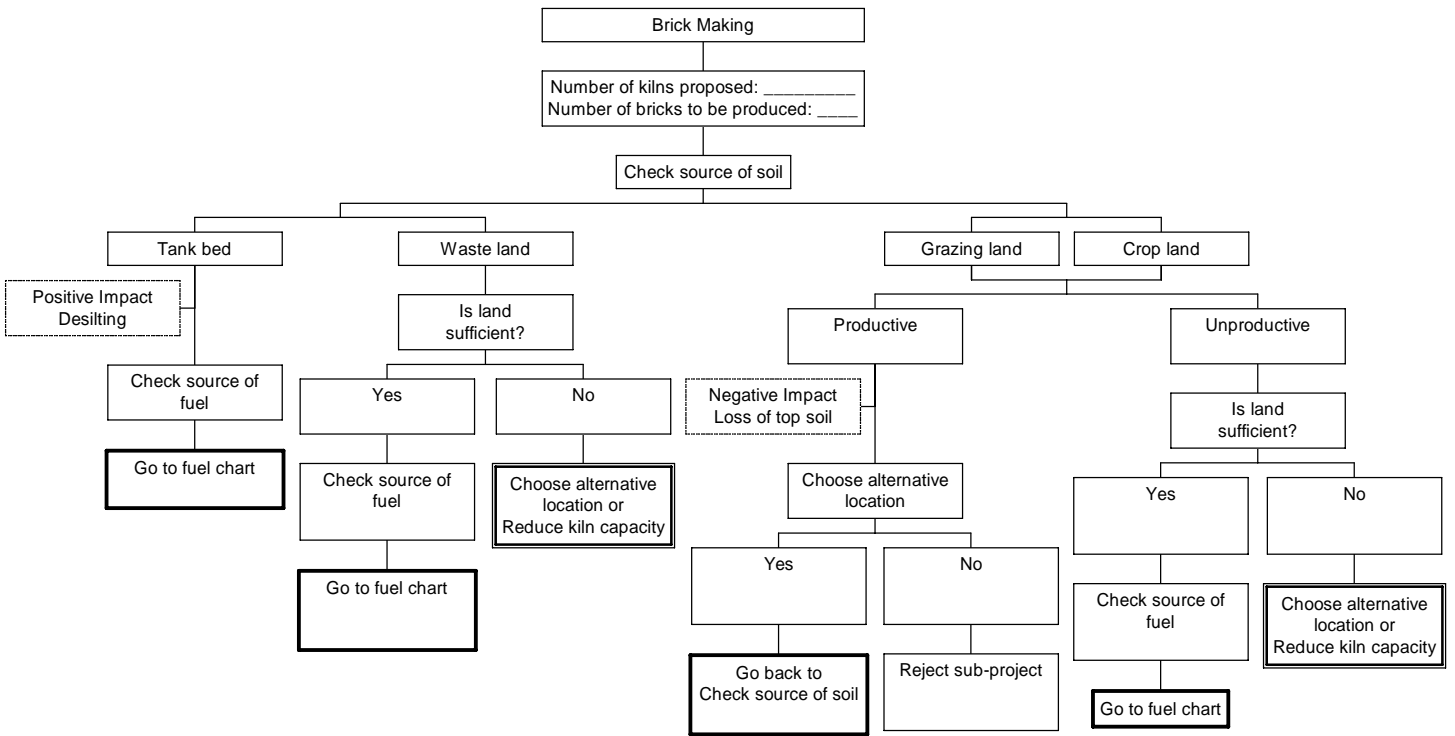 Brick Making
Number of kilns proposed: _________
Number of bricks to be produced: ____
Check source of soil
Tank bed
Waste land
Grazing land
Crop land
Positive Impact
Desilting
Is land
sufficient?
Productive
Unproductive
Check source of
fuel
Yes
No
Negative Impact
Loss of top soil
Is land
sufficient?
Go to fuel chart
Check source of
fuel
Choose alternative
location or
Reduce kiln capacity
Choose alternative
location
Yes
No
Go to fuel chart
Yes
No
Check source of
fuel
Choose alternative
location or
Reduce kiln capacity
Go back to
Check source of soil
Reject sub-project
Go to fuel chart